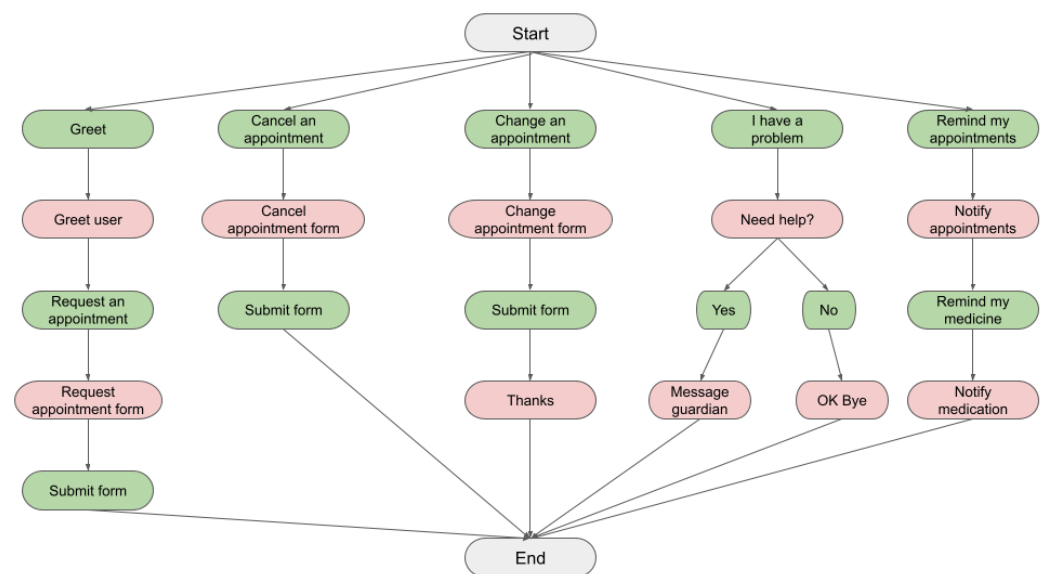 Start
Greet
Cancel an
appointment
Change an
appointment
I have a
problem
Remind my
appointments
Greet user
Cancel
appointment form
Change
appointment form
Need help?
Notify
appointments
Request an
appointment
Submit form
Submit form
Yes
No
Remind my
medicine
Request
appointment form
Thanks
Message
guardian
OK Bye
Notify
medication
Submit form
End